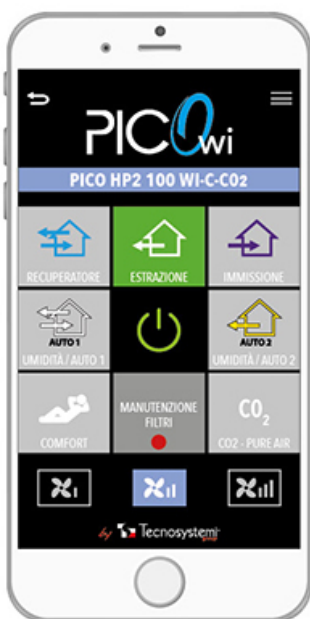 PICOwi
PICO HP2 100 WI-C-CO2
RECUPERATORE
ESTRAZIONE
IMMISSIONE
AUTO 1
UMIDITÀ/AUTO 1
AUTO 2
UMIDITÀ/AUTO 2
COMFORT
MANUTENZIONE
FILTRI
CO2
CO2 - PURE AIR
by Tecnosystemi
group